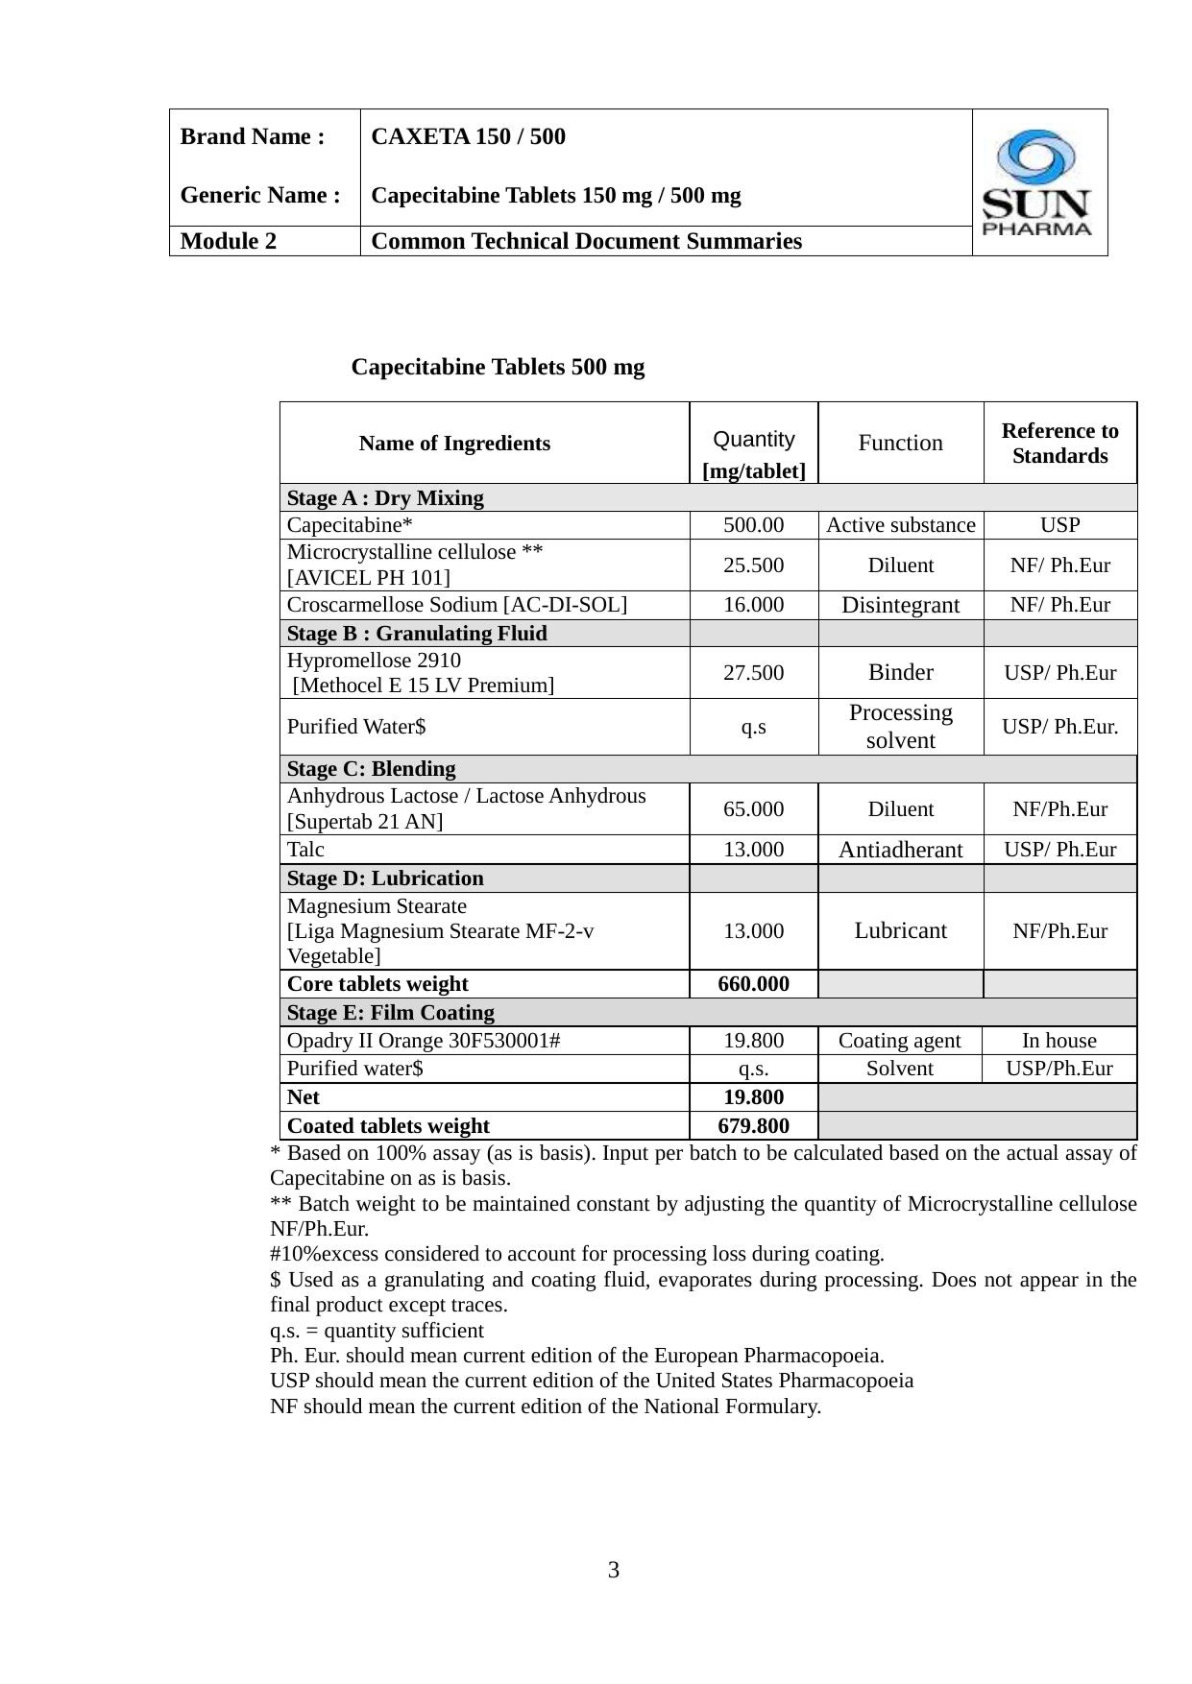 Brand Name :
CAXETA 150 / 500
Generic Name :
Capecitabine Tablets 150 mg / 500 mg
Module 2
Common Technical Document Summaries
SUN
PHARMA
Capecitabine Tablets 500 mg
Name of Ingredients
Quantity
[mg/tablet]
Function
Reference to
Standards
Stage A : Dry Mixing
Capecitabine* 500.00 Active substance USP
Microcrystalline cellulose **
[AVICEL PH 101]
25.500 Diluent NF/ Ph.Eur
Croscarmellose Sodium [AC-DI-SOL] 16.000 Disintegrant NF/ Ph.Eur
Stage B : Granulating Fluid
Hypromellose 2910
[Methocel E 15 LV Premium]
27.500 Binder USP/ Ph.Eur
Purified Water$ q.s
Processing
solvent
USP/ Ph.Eur.
Stage C: Blending
Anhydrous Lactose / Lactose Anhydrous
[Supertab 21 AN]
65.000 Diluent NF/Ph.Eur
Talc 13.000 Antiadherant USP/ Ph.Eur
Stage D: Lubrication
Magnesium Stearate
[Liga Magnesium Stearate MF-2-v
Vegetable]
13.000 Lubricant NF/Ph.Eur
Core tablets weight 660.000
Stage E: Film Coating
Opadry II Orange 30F530001# 19.800 Coating agent In house
Purified water$ q.s. Solvent USP/Ph.Eur
Net 19.800
Coated tablets weight 679.800
* Based on 100% assay (as is basis). Input per batch to be calculated based on the actual assay of
Capecitabine on as is basis.
** Batch weight to be maintained constant by adjusting the quantity of Microcrystalline cellulose
NF/Ph.Eur.
#10%excess considered to account for processing loss during coating.
$ Used as a granulating and coating fluid, evaporates during processing. Does not appear in the
final product except traces.
q.s. = quantity sufficient
Ph. Eur. should mean current edition of the European Pharmacopoeia.
USP should mean the current edition of the United States Pharmacopoeia
NF should mean the current edition of the National Formulary.
3